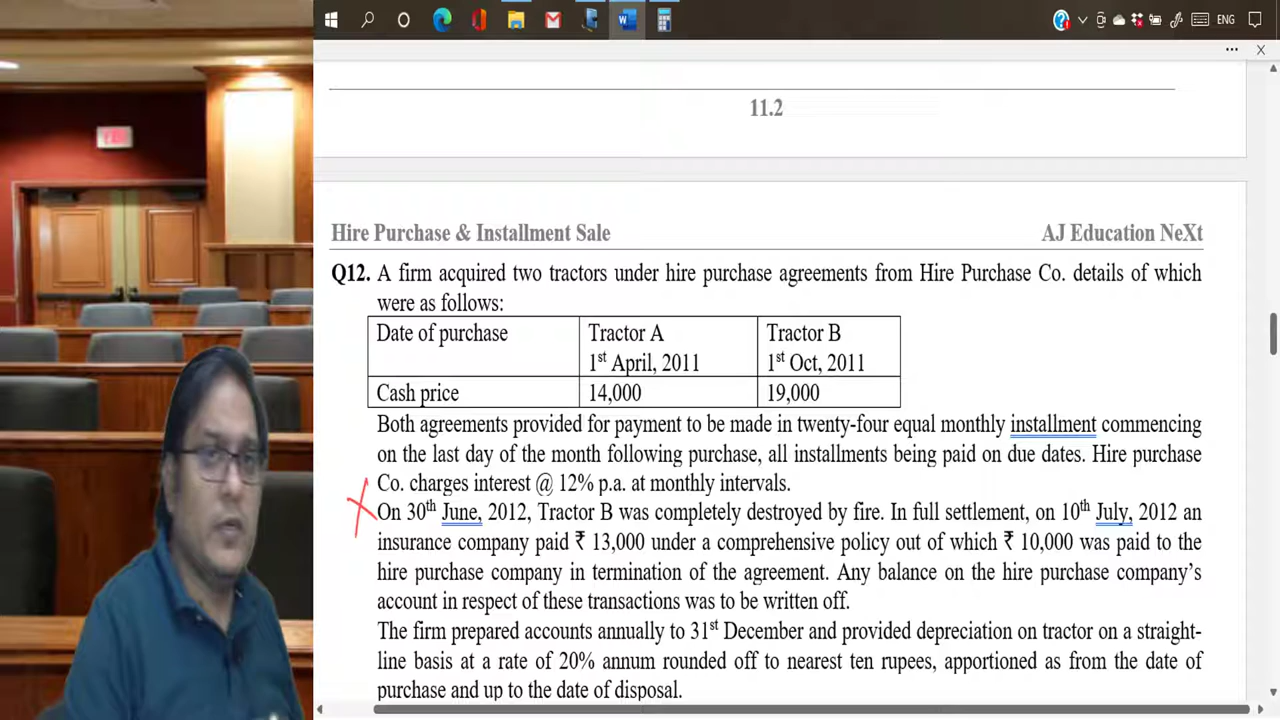 ENG
11.2
Hire Purchase & Installment Sale AJ Education NeXt
Q12. A firm acquired two tractors under hire purchase agreements from Hire Purchase Co. details of which
were as follows:
Date of purchase Tractor A Tractor B
1st April, 2011 1st Oct, 2011
Cash price 14,000 19,000
Both agreements provided for payment to be made in twenty-four equal monthly installment commencing
on the last day of the month following purchase, all installments being paid on due dates. Hire purchase
Co. charges interest @ 12% p.a. at monthly intervals.
On 30th June, 2012, Tractor B was completely destroyed by fire. In full settlement, on 10th July, 2012 an
insurance company paid ₹ 13,000 under a comprehensive policy out of which ₹ 10,000 was paid to the
hire purchase company in termination of the agreement. Any balance on the hire purchase company’s
account in respect of these transactions was to be written off.
The firm prepared accounts annually to 31st December and provided depreciation on tractor on a straight-
line basis at a rate of 20% annum rounded off to nearest ten rupees, apportioned as from the date of
purchase and up to the date of disposal.